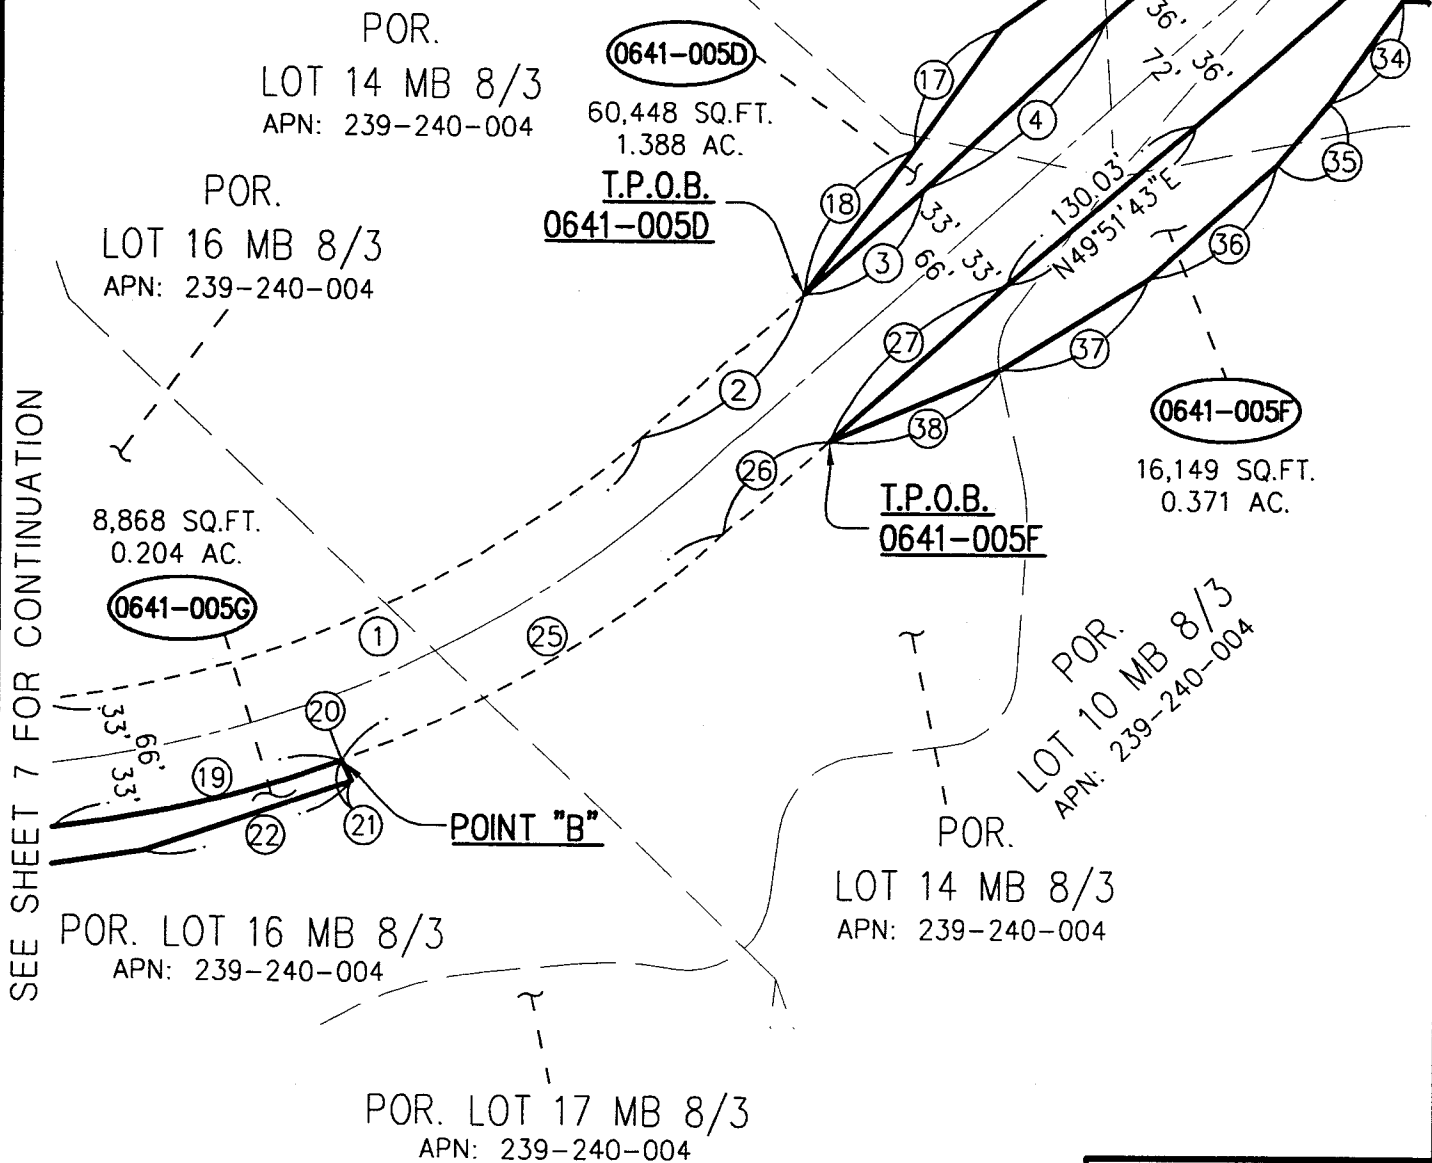 POR.
LOT 14 MB 8/3
APN: 239-240-004
0641-005D
60,448 SQ.FT.
1.388 AC.
T.P.O.B.
0641-005D
17
18
4
3
36'
72'
36'
34
35
36
37
33'
66'
33'
130.03'
N49°51'43"E
POR.
LOT 16 MB 8/3
APN: 239-240-004
27
2
38
26
0641-005F
16,149 SQ.FT.
0.371 AC.
T.P.O.B.
0641-005F
SEE SHEET 7 FOR CONTINUATION
8,868 SQ.FT.
0.204 AC.
0641-005G
1
25
20
33'
66'
33'
19
22
21
POINT "B"
POR.
LOT 10 MB 8/3
APN: 239-240-004
POR.
LOT 14 MB 8/3
APN: 239-240-004
POR. LOT 16 MB 8/3
APN: 239-240-004
POR. LOT 17 MB 8/3
APN: 239-240-004